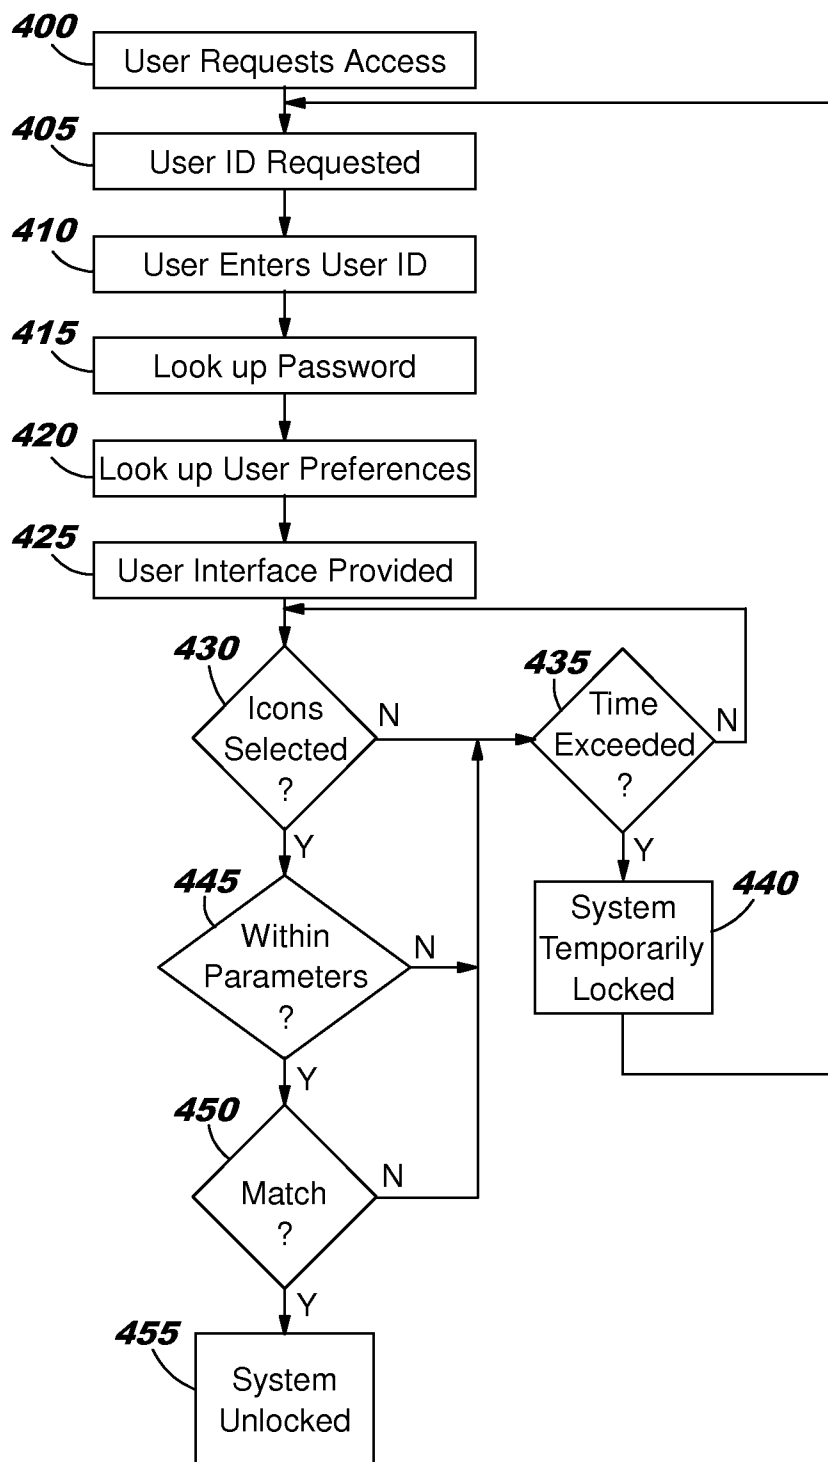 400
User Requests Access
405
User ID Requested
410
User Enters User ID
415
Look up Password
420
Look up User Preferences
425
User Interface Provided
430
Icons
Selected
?
N
Y
435
Time
Exceeded
?
N
Y
440
System
Temporarily
Locked
445
Within
Parameters
?
N
Y
450
Match
?
N
Y
455
System
Unlocked